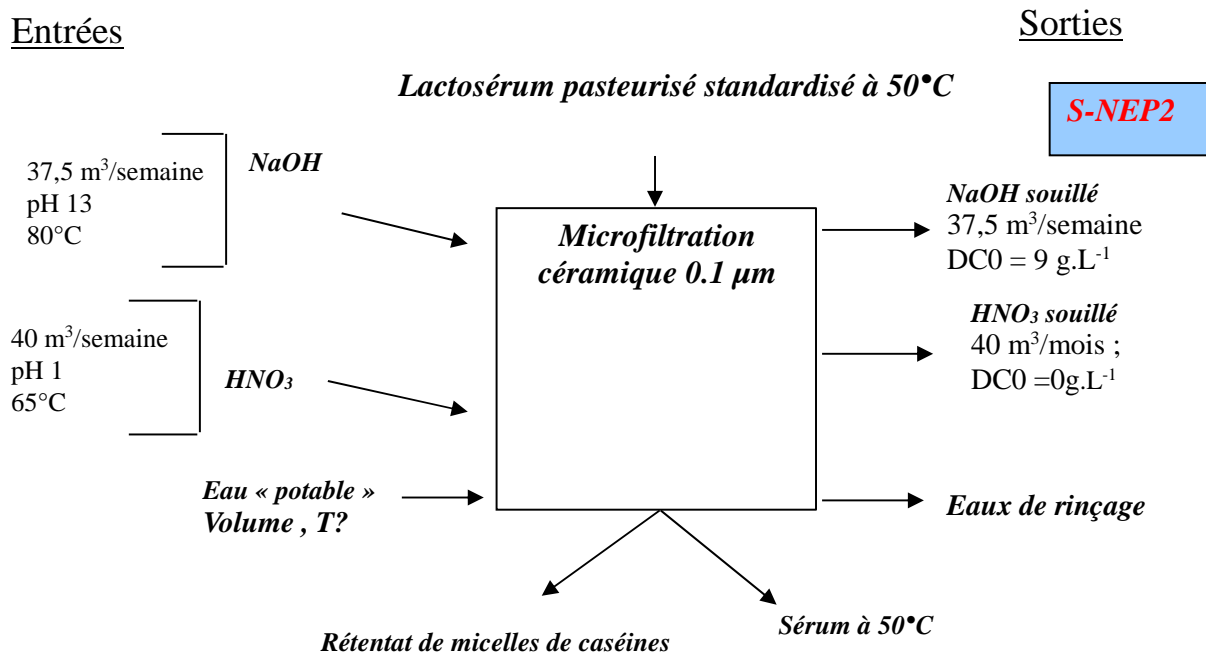 Entrées
Sorties
Lactosérum pasteurisé standardisé à 50°C
S-NEP2
37,5 m³/semaine
pH 13
80°C
NaOH
NaOH souillé
37,5 m³/semaine
DC0 = 9 g.L⁻¹
Microfiltration
céramique 0.1 µm
40 m³/semaine
pH 1
65°C
HNO₃
HNO₃ souillé
40 m³/mois ;
DC0 =0g.L⁻¹
Eau « potable »
Volume , T?
Eaux de rinçage
Rétentat de micelles de caséines
Sérum à 50°C